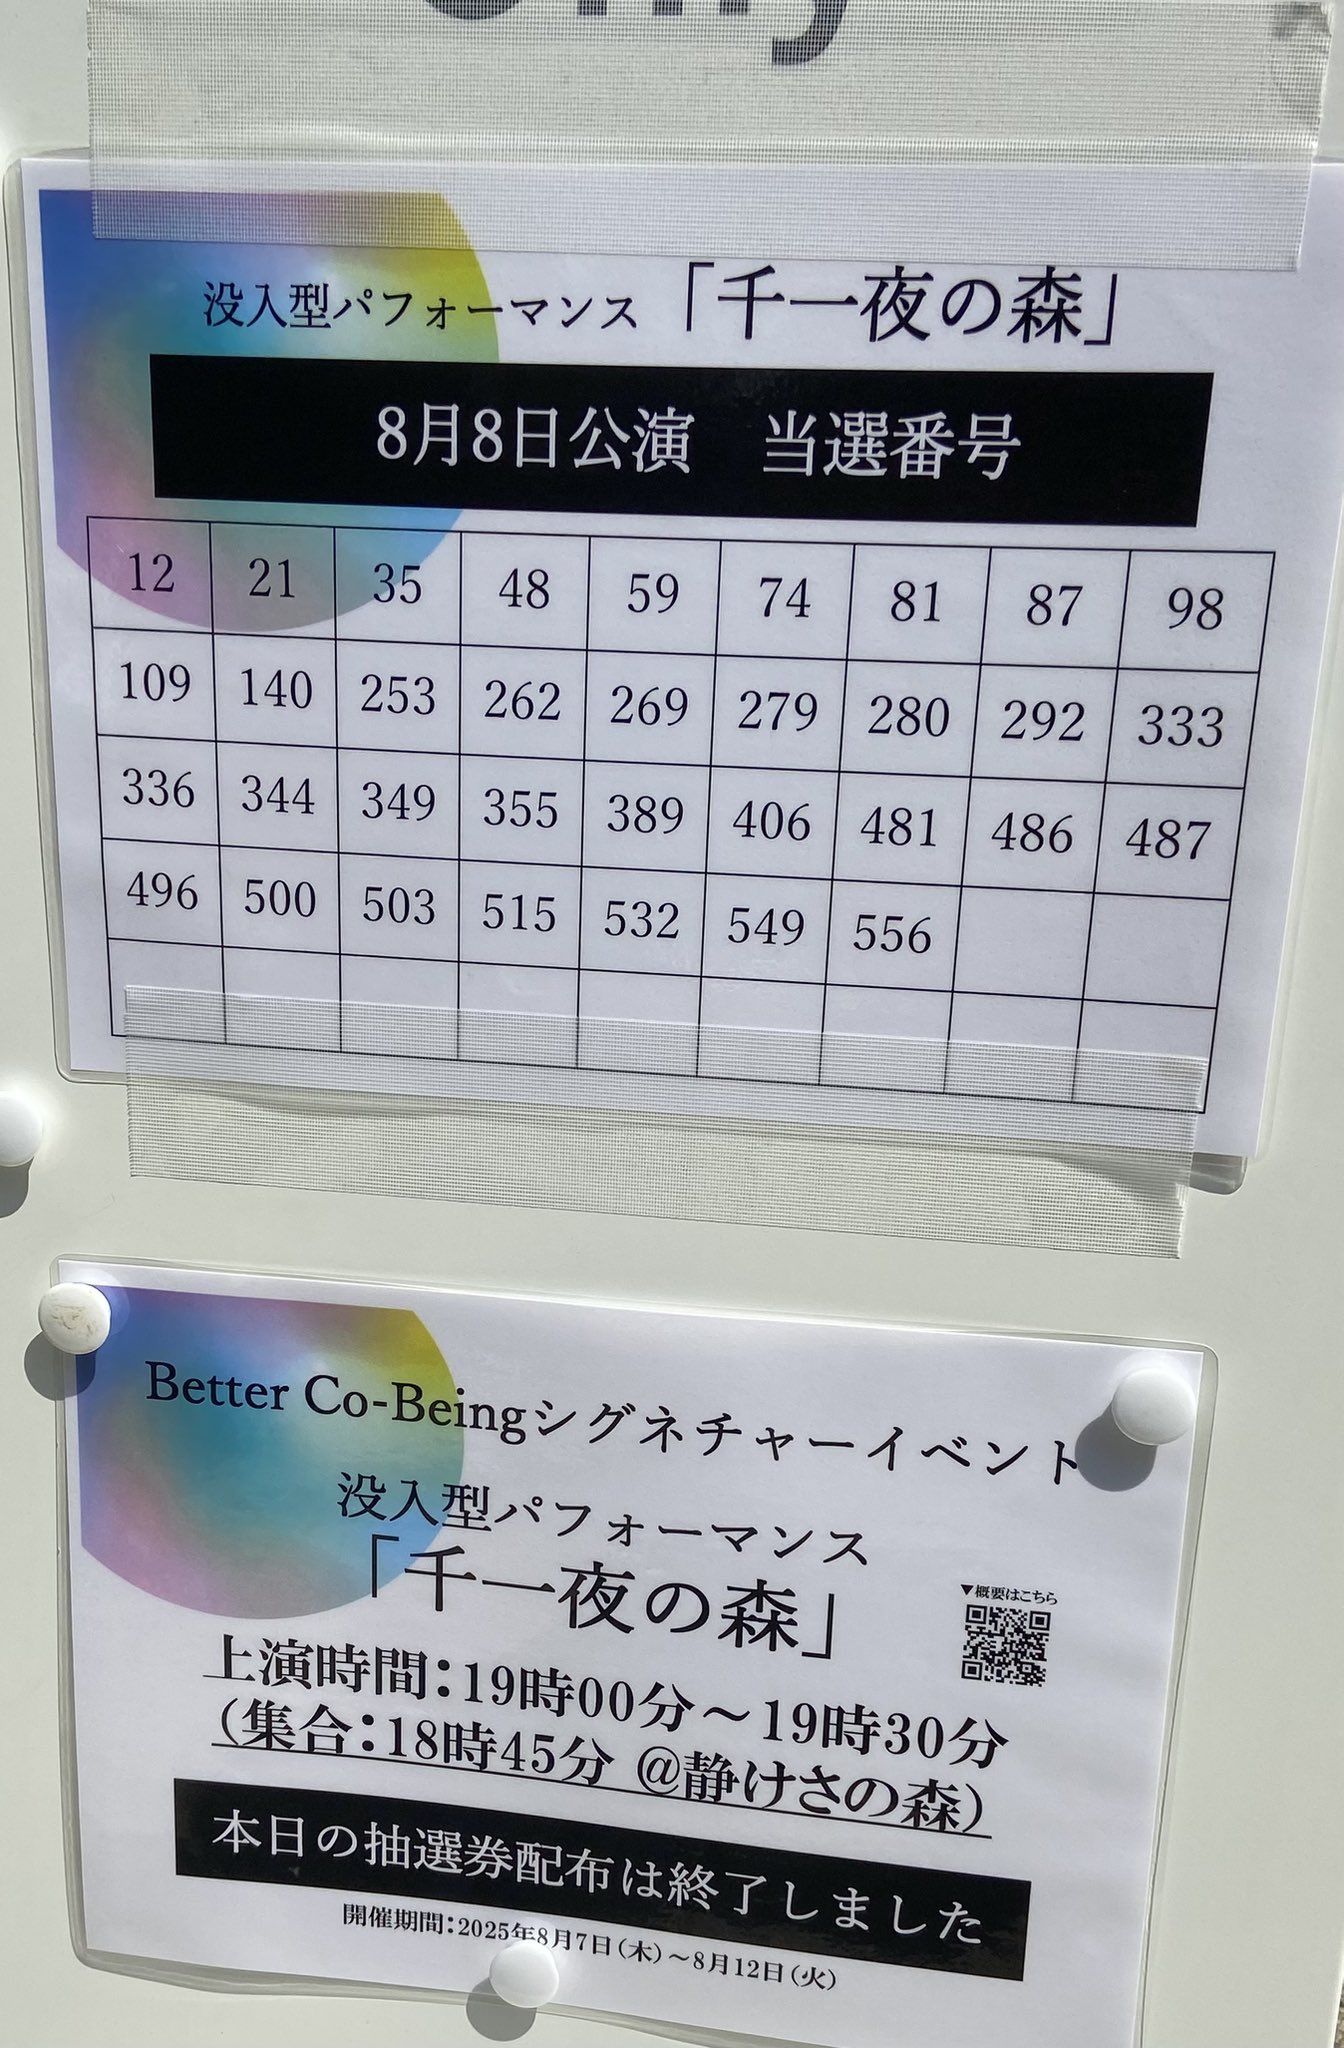 没入型パフォーマンス「千一夜の森」
8月8日公演 当選番号
12 21 35 48 59 74 81 87 98
109 140 253 262 269 279 280 292 333
336 344 349 355 389 406 481 486 487
496 500 503 515 532 549 556
Better Co-Beingシグネチャーイベント
没入型パフォーマンス
「千一夜の森」
▼概要はこちら
上演時間：19時00分～19時30分
（集合：18時45分 @静けさの森）
本日の抽選券配布は終了しました
開催期間：2025年8月7日（木）～8月12日（火）